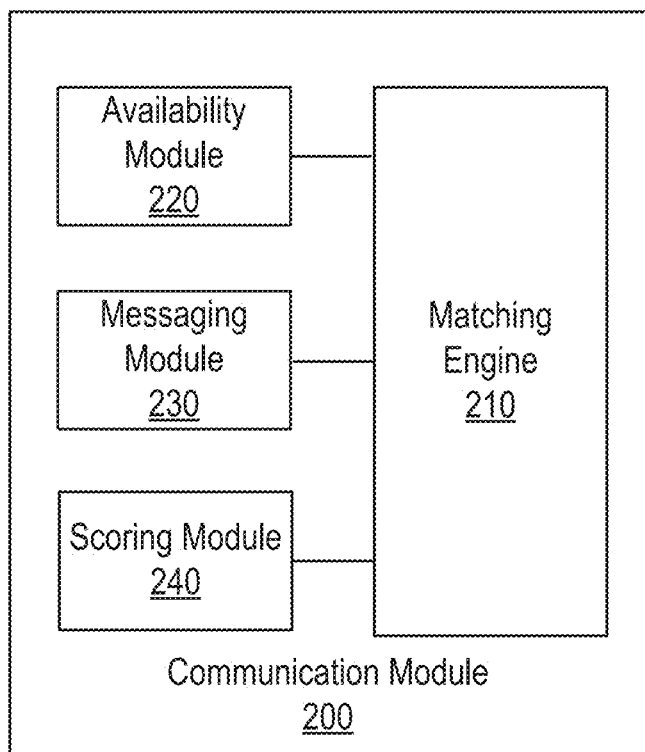 Availability
Module
220
Messaging
Module
230
Scoring Module
240
Matching
Engine
210
Communication Module
200